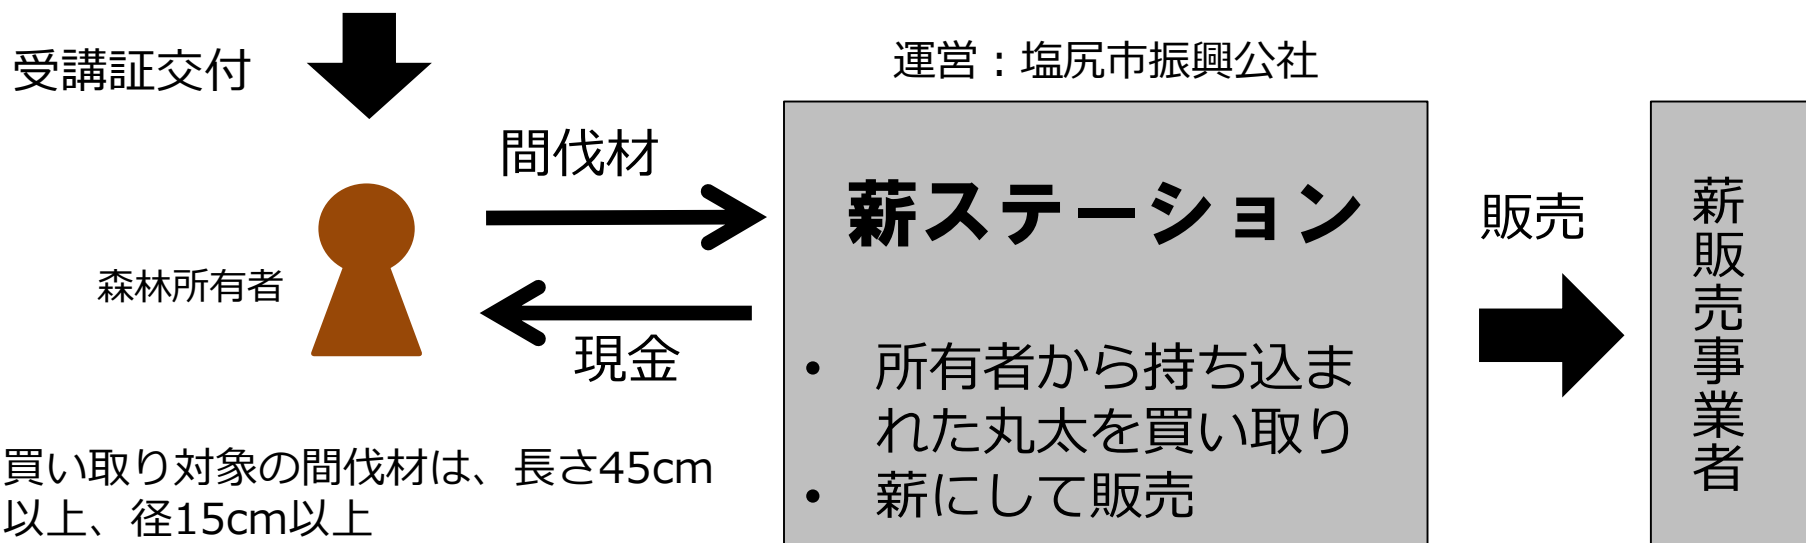 受講証交付
運営：塩尻市振興公社
間伐材
薪ステーション
販売
薪販売事業者
森林所有者
現金
• 所有者から持ち込ま
れた丸太を買い取り
• 薪にして販売
買い取り対象の間伐材は、長さ45cm
以上、径15cm以上